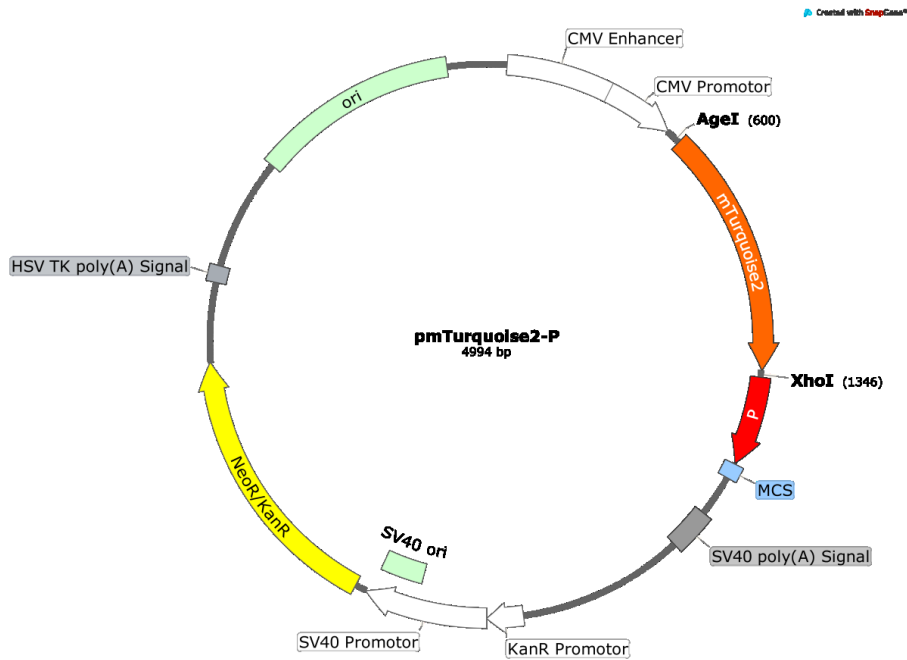 Created with SnapGene®
CMV Enhancer
CMV Promotor
AgeI (600)
ori
mTurquoise2
HSV TK poly(A) Signal
pmTurquoise2-P
4994 bp
XhoI (1346)
P
MCS
NeoR/KanR
SV40 ori
SV40 poly(A) Signal
SV40 Promotor
KanR Promotor